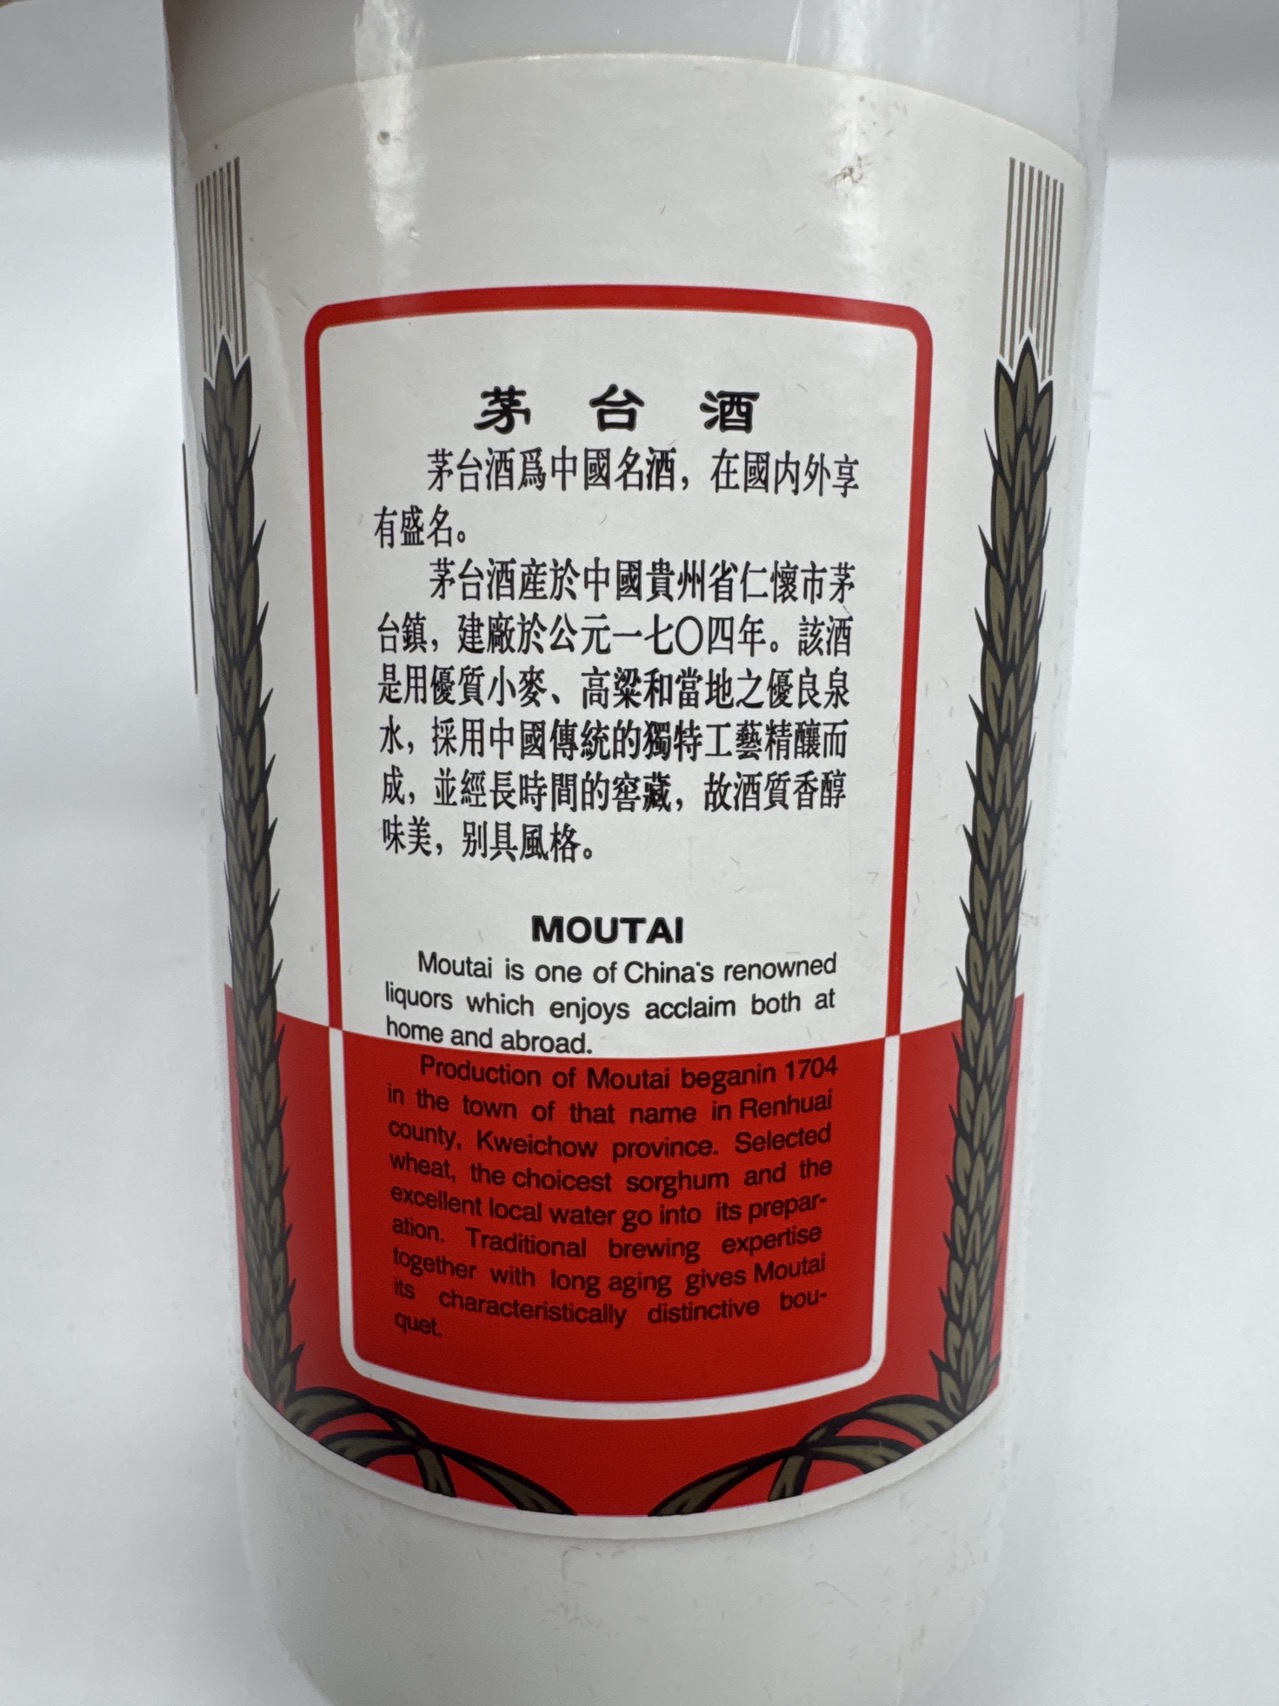 茅台酒
茅台酒爲中國名酒，在國内外享
有盛名。
茅台酒産於中國貴州省仁懷市茅
台鎮，建廠於公元一七〇四年。該酒
是用優質小麥、高粱和當地之優良泉
水，採用中國傳統的獨特工藝精釀而
成，並經長時間的窖藏，故酒質香醇
味美，别具風格。
MOUTAI
Moutai is one of China's renowned
liquors which enjoys acclaim both at
home and abroad.
Production of Moutai beganin 1704
in the town of that name in Renhuai
county, Kweichow province. Selected
wheat, the choicest sorghum and the
excellent local water go into its prepar-
ation. Traditional brewing expertise
together with long aging gives Moutai
its characteristically distinctive bou-
quet.